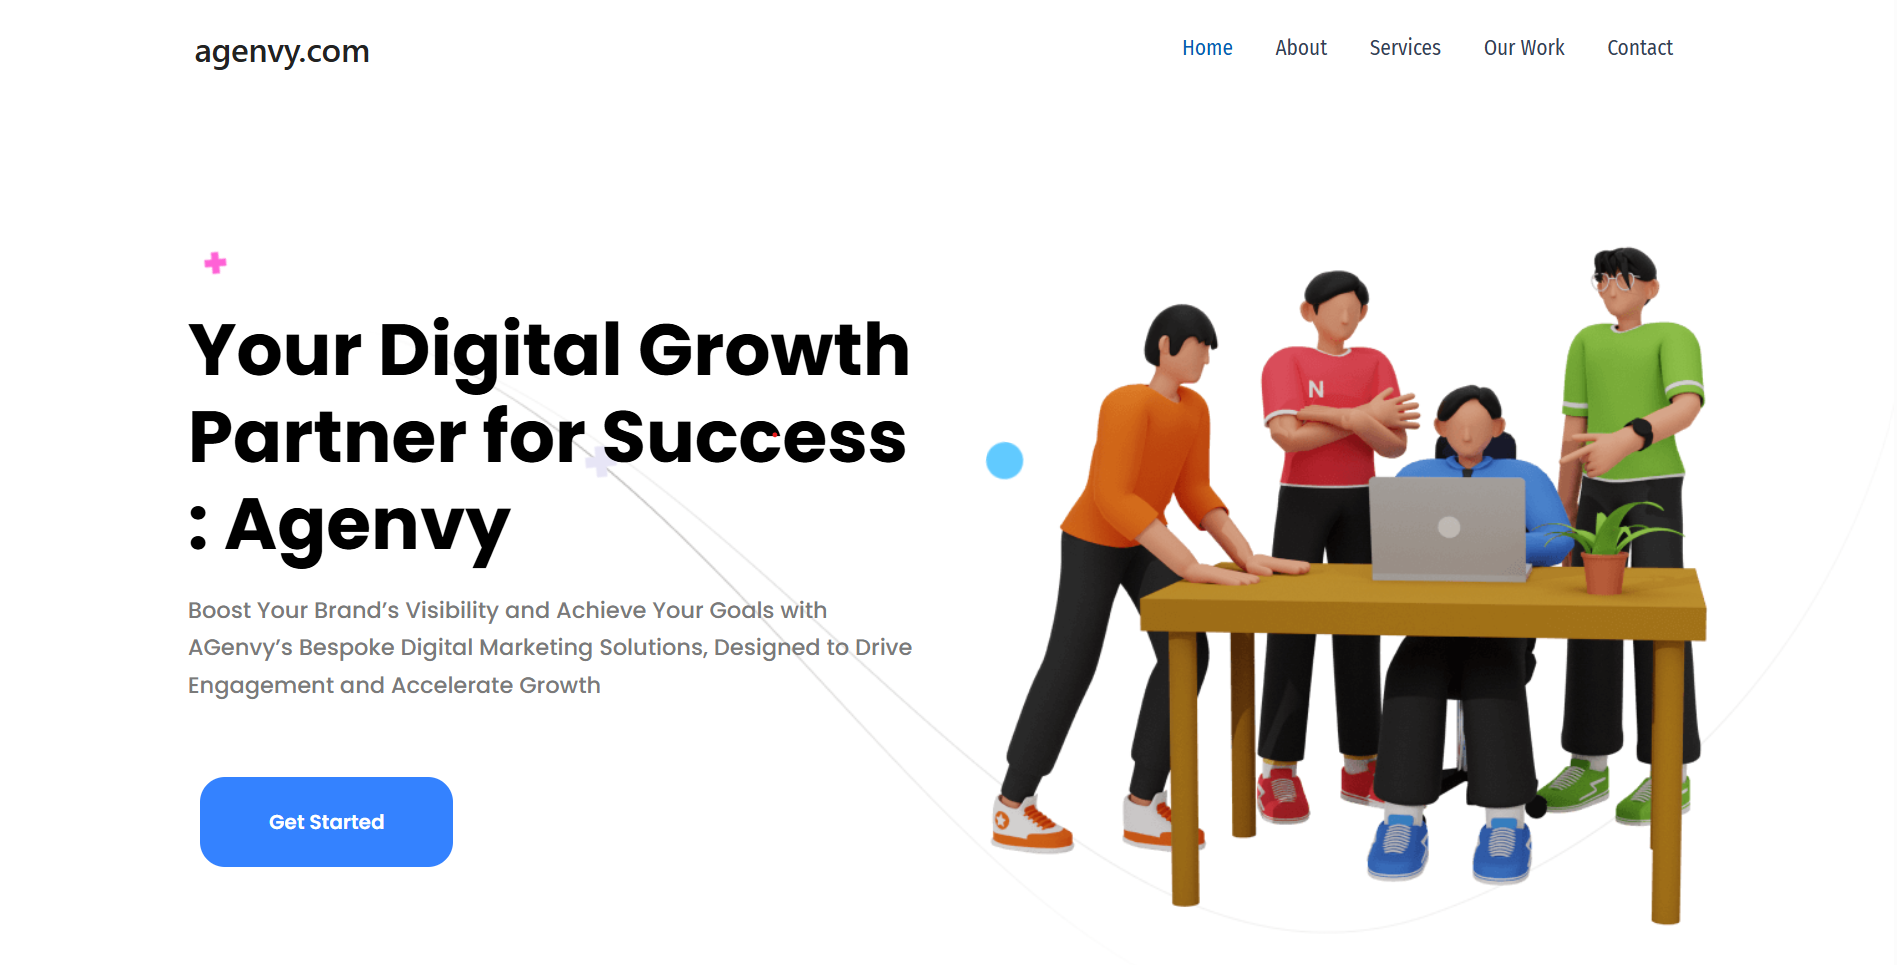 agenvy.com
Home About Services Our Work Contact
Your Digital Growth
Partner for Success
: Agenvy
Boost Your Brand’s Visibility and Achieve Your Goals with
AGenvy’s Bespoke Digital Marketing Solutions, Designed to Drive
Engagement and Accelerate Growth
Get Started
N